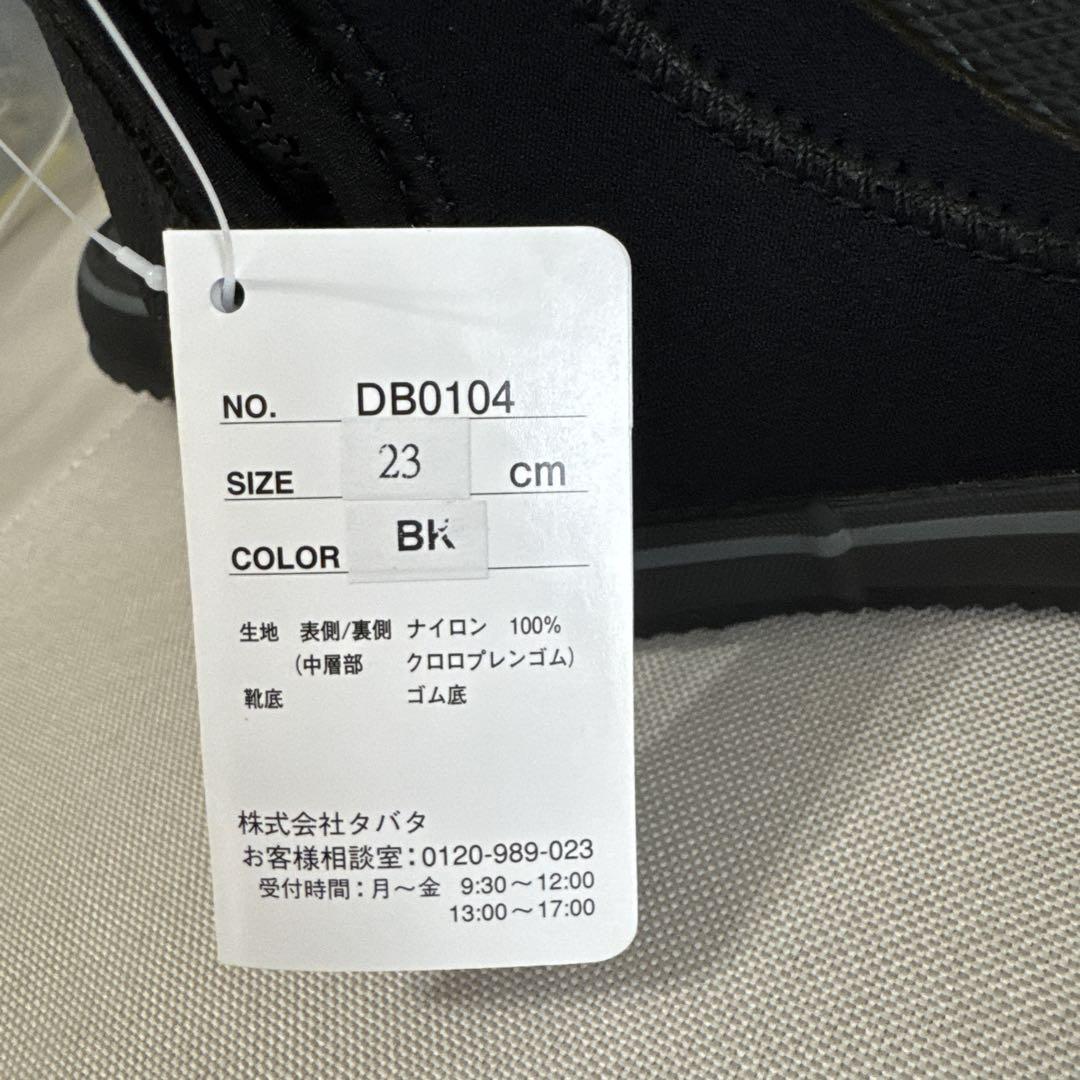 NO. DB0104
SIZE 23 cm
COLOR BK
生地 表側/裏側 ナイロン 100%
(中層部 クロロプレンゴム)
靴底 ゴム底
株式会社タバタ
お客様相談室:0120-989-023
受付時間:月〜金 9:30〜12:00
13:00〜17:00